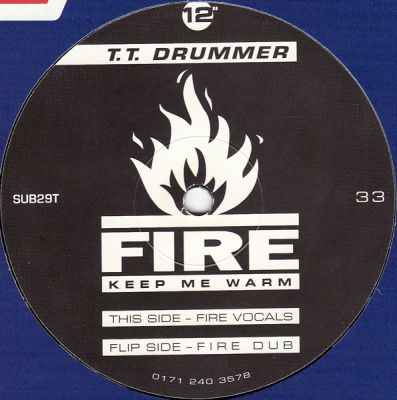 12"
T.T. DRUMMER
SUB29T
33
FIRE
KEEP ME WARM
THIS SIDE - FIRE VOCALS
FLIP SIDE - FIRE DUB
0171 240 3578